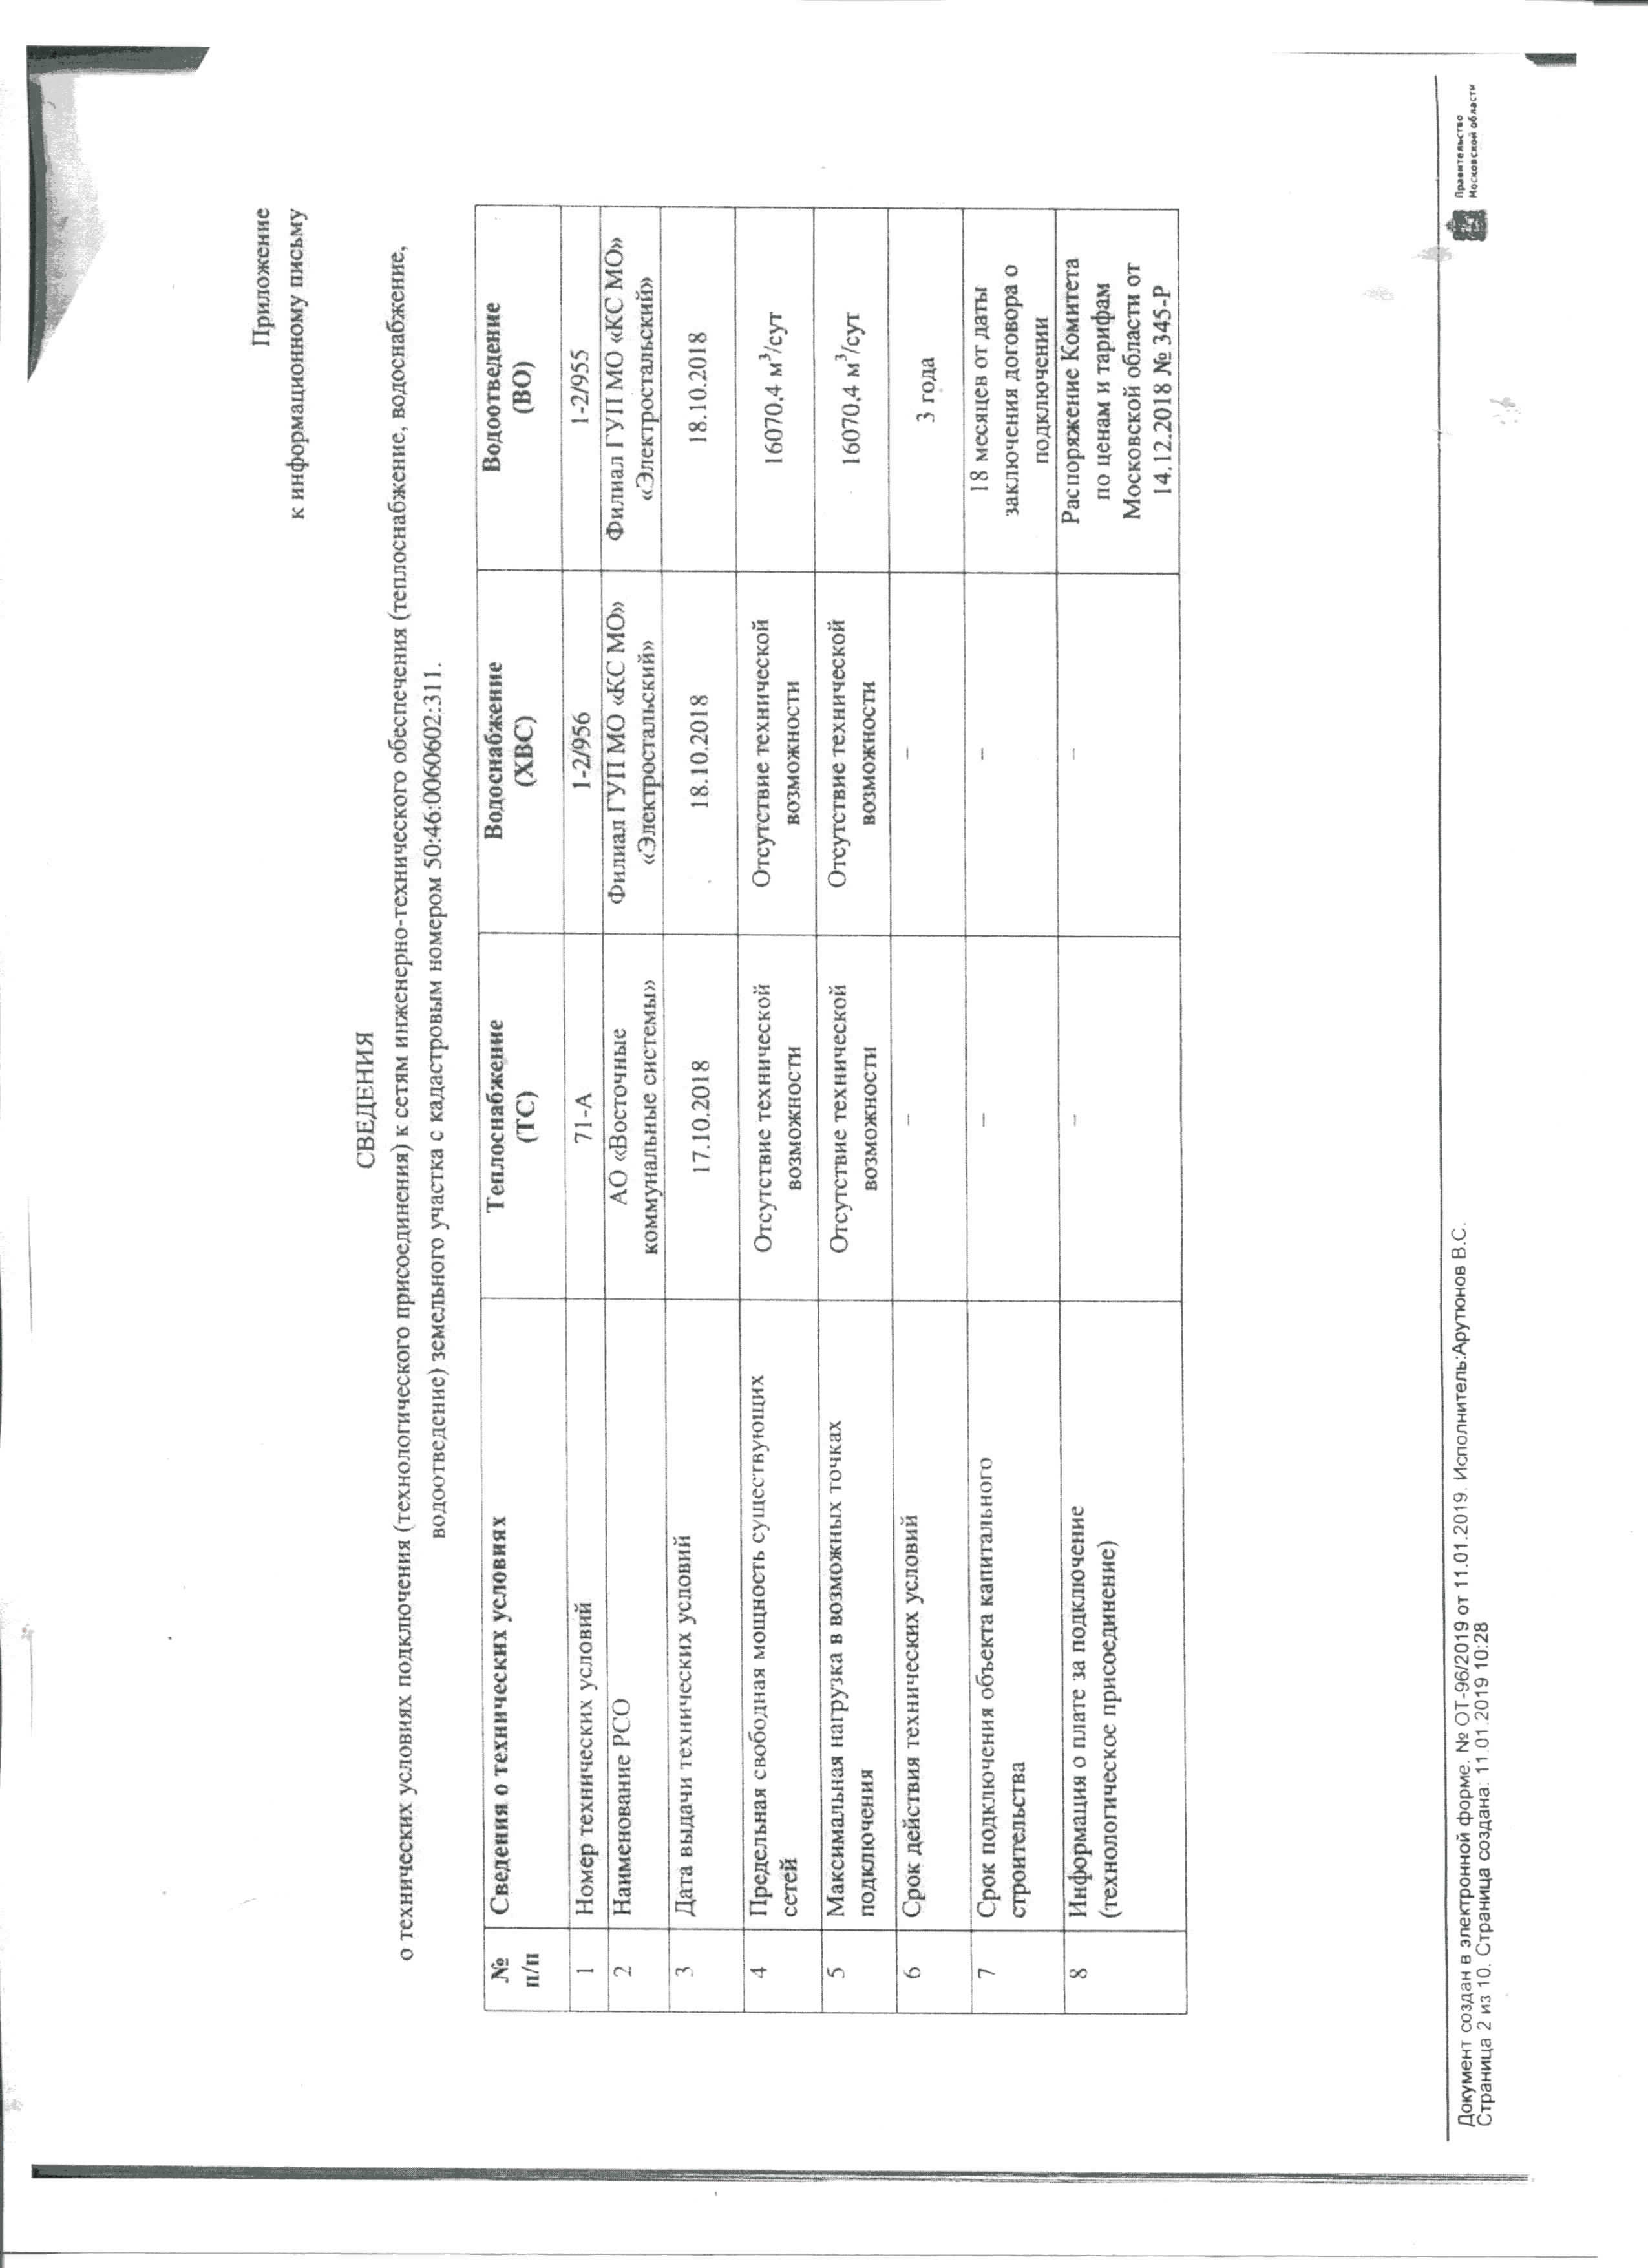 Приложение
к информационному письму
СВЕДЕНИЯ
о технических условиях подключения (технологического присоединения) к сетям инженерно-технического обеспечения (теплоснабжение, водоснабжение,
водоотведение) земельного участка с кадастровым номером 50:46:0060602:311.
№ п/п Сведения о технических условиях Теплоснабжение (ТС) Водоснабжение (ХВС) Водоотведение (ВО)
1 Номер технических условий 71-А 1-2/956 1-2/955
2 Наименование РСО АО «Восточные коммунальные системы» Филиал ГУП МО «КС МО» «Электростальский» Филиал ГУП МО «КС МО» «Электростальский»
3 Дата выдачи технических условий 17.10.2018 18.10.2018 18.10.2018
4 Предельная свободная мощность существующих сетей Отсутствие технической возможности Отсутствие технической возможности 16070,4 м³/сут
5 Максимальная нагрузка в возможных точках подключения Отсутствие технической возможности Отсутствие технической возможности 16070,4 м³/сут
6 Срок действия технических условий – – 3 года
7 Срок подключения объекта капитального строительства – – 18 месяцев от даты заключения договора о подключении
8 Информация о плате за подключение (технологическое присоединение) – – Распоряжение Комитета по ценам и тарифам Московской области от 14.12.2018 № 345-Р
Документ создан в электронной форме. № ОТ-96/2019 от 11.01.2019. Исполнитель:Арутюнов В.С.
Страница 2 из 10. Страница создана: 11.01.2019 10:28
Правительство
Московской области